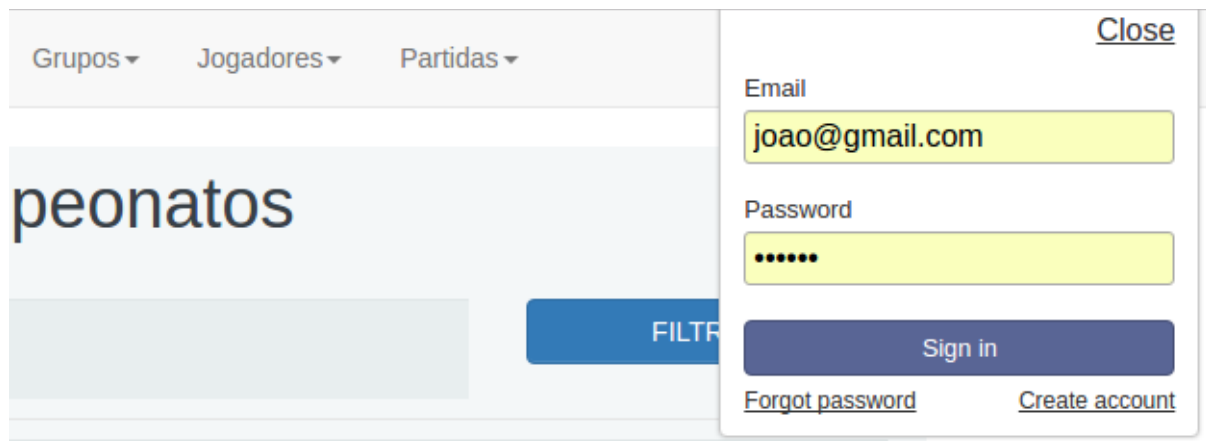 Grupos Jogadores Partidas
peonatos
FILTR
Close
Email
joao@gmail.com
Password
••••••
Sign in
Forgot password Create account